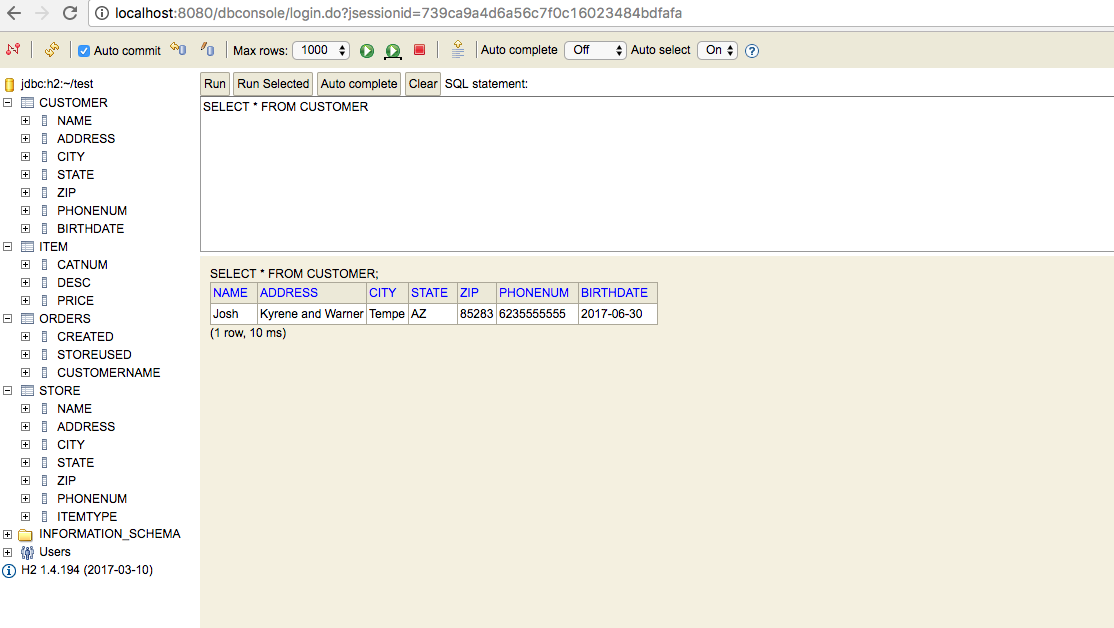 localhost:8080/dbconsole/login.do?jsessionid=739ca9a4d6a56c7f0c16023484bdfafa
Auto commit Max rows: 1000 Auto complete Off Auto select On ?
jdbc:h2:~/test
CUSTOMER
NAME
ADDRESS
CITY
STATE
ZIP
PHONENUM
BIRTHDATE
ITEM
CATNUM
DESC
PRICE
ORDERS
CREATED
STOREUSED
CUSTOMERNAME
STORE
NAME
ADDRESS
CITY
STATE
ZIP
PHONENUM
ITEMTYPE
INFORMATION_SCHEMA
Users
H2 1.4.194 (2017-03-10)
Run Run Selected Auto complete Clear SQL statement:
SELECT * FROM CUSTOMER
SELECT * FROM CUSTOMER;
NAME ADDRESS CITY STATE ZIP PHONENUM BIRTHDATE
Josh Kyrene and Warner Tempe AZ 85283 6235555555 2017-06-30
(1 row, 10 ms)